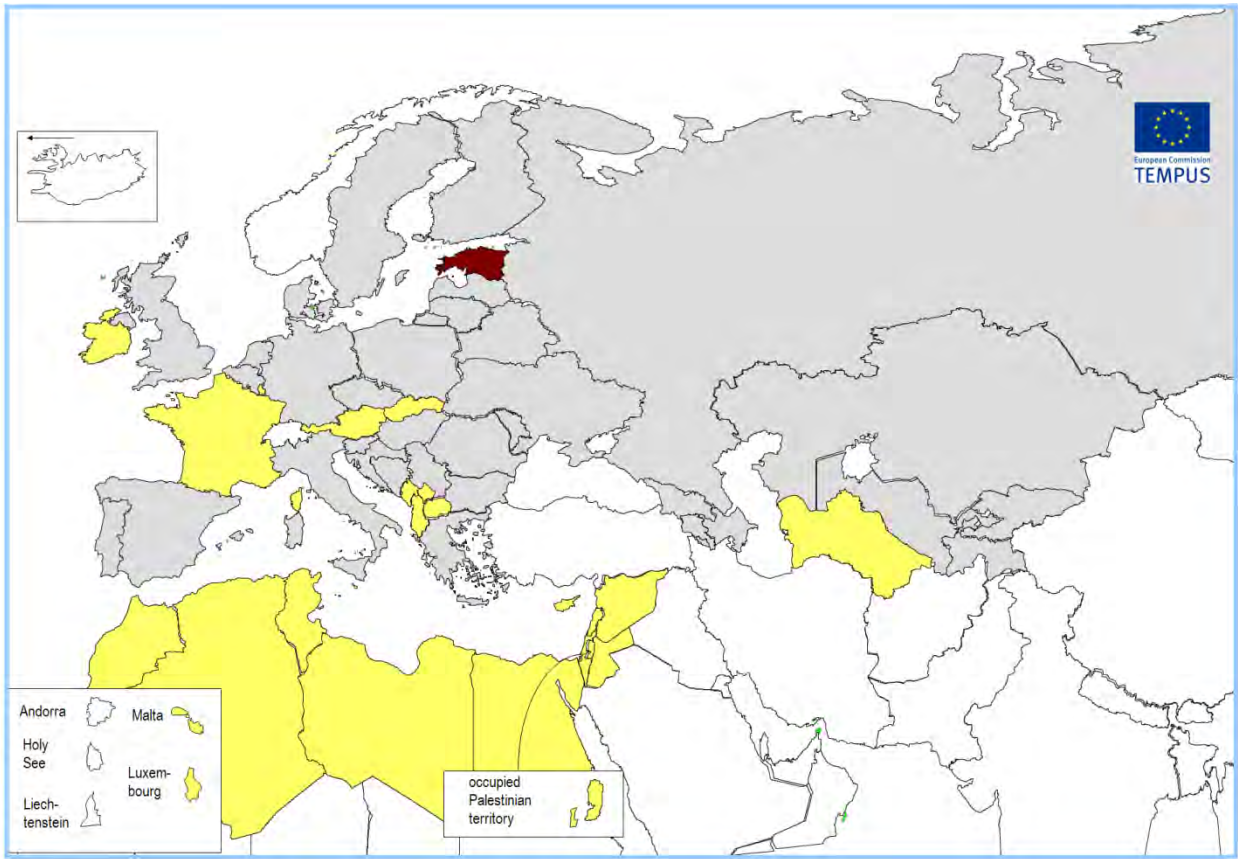 European Commission
TEMPUS
Andorra
Malta
Holy
See
Luxem-
bourg
Liech-
tenstein
occupied
Palestinian
territory